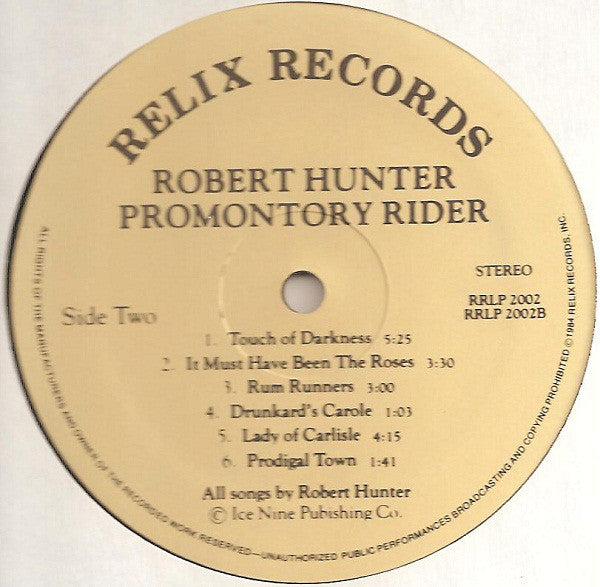 RELIX RECORDS
ROBERT HUNTER
PROMONTORY RIDER
STEREO
RRLP 2002
RRLP 2002B
Side Two
1. Touch of Darkness 5:25
2. It Must Have Been The Roses 3:30
3. Rum Runners 3:00
4. Drunkard's Carole 1:03
5. Lady of Carlisle 4:15
6. Prodigal Town 1:41
All songs by Robert Hunter
© Ice Nine Publishing Co.
ALL RIGHTS OF THE MANUFACTURERS AND OWNER OF THE RECORDED WORK RESERVED—UNAUTHORIZED PUBLIC PERFORMANCES BROADCASTING AND COPYING PROHIBITED © 1984 RELIX RECORDS, INC.